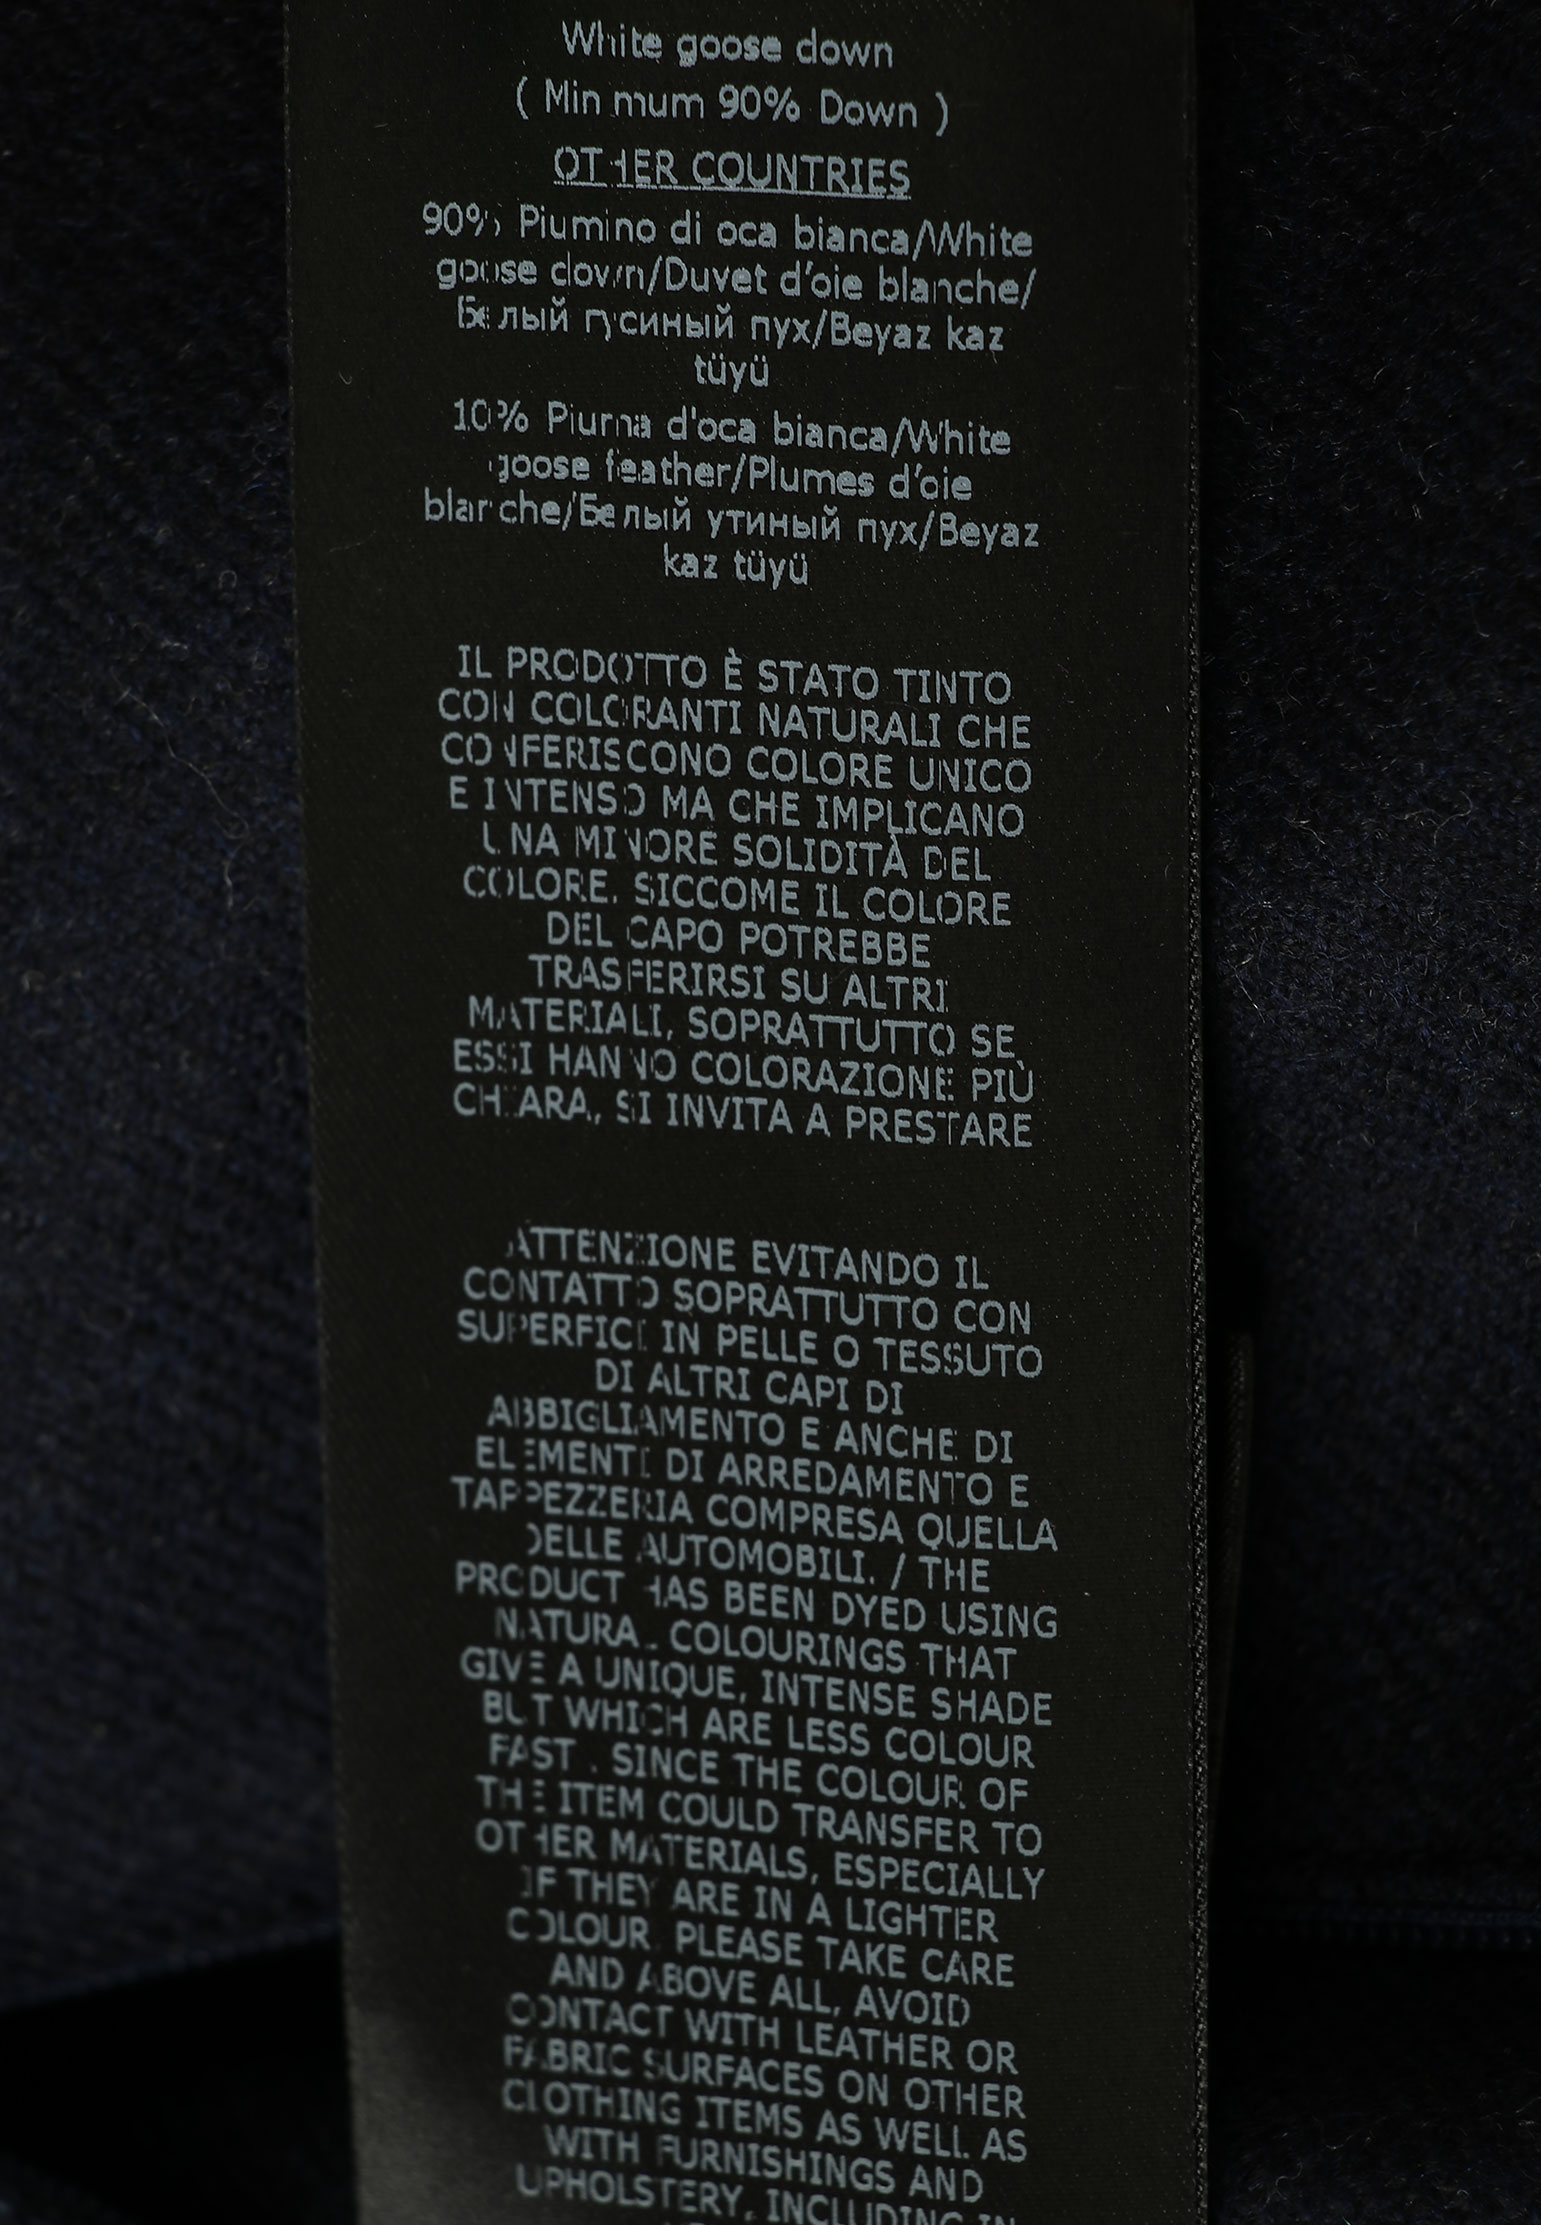 White goose down
( Minimum 90% Down )
OTHER COUNTRIES
90% Piumino di oca bianca/White
goose down/Duvet d'oie blanche/
Белый гусиный пух/Beyaz kaz
tüyü
10% Piuma d'oca bianca/White
goose feather/Plumes d'oie
blanche/Белый утиный пух/Beyaz
kaz tüyü
IL PRODOTTO È STATO TINTO
CON COLORANTI NATURALI CHE
CONFERISCONO COLORE UNICO
E INTENSO MA CHE IMPLICANO
UNA MINORE SOLIDITÀ DEL
COLORE. SICCOME IL COLORE
DEL CAPO POTREBBE
TRASFERIRSI SU ALTRI
MATERIALI, SOPRATTUTTO SE
ESSI HANNO COLORAZIONE PIÙ
CHIARA, SI INVITA A PRESTARE
ATTENZIONE EVITANDO IL
CONTATTO SOPRATTUTTO CON
SUPERFICI IN PELLE O TESSUTO
DI ALTRI CAPI DI
ABBIGLIAMENTO E ANCHE DI
ELEMENTI DI ARREDAMENTO E
TAPPEZZERIA COMPRESA QUELLA
DELLE AUTOMOBILI. / THE
PRODUCT HAS BEEN DYED USING
NATURAL COLOURINGS THAT
GIVE A UNIQUE, INTENSE SHADE
BUT WHICH ARE LESS COLOUR
FAST . SINCE THE COLOUR OF
THE ITEM COULD TRANSFER TO
OTHER MATERIALS, ESPECIALLY
IF THEY ARE IN A LIGHTER
COLOUR PLEASE TAKE CARE
AND ABOVE ALL, AVOID
CONTACT WITH LEATHER OR
FABRIC SURFACES ON OTHER
CLOTHING ITEMS AS WELL AS
WITH FURNISHINGS AND
UPHOLSTERY, INCLUDING IN